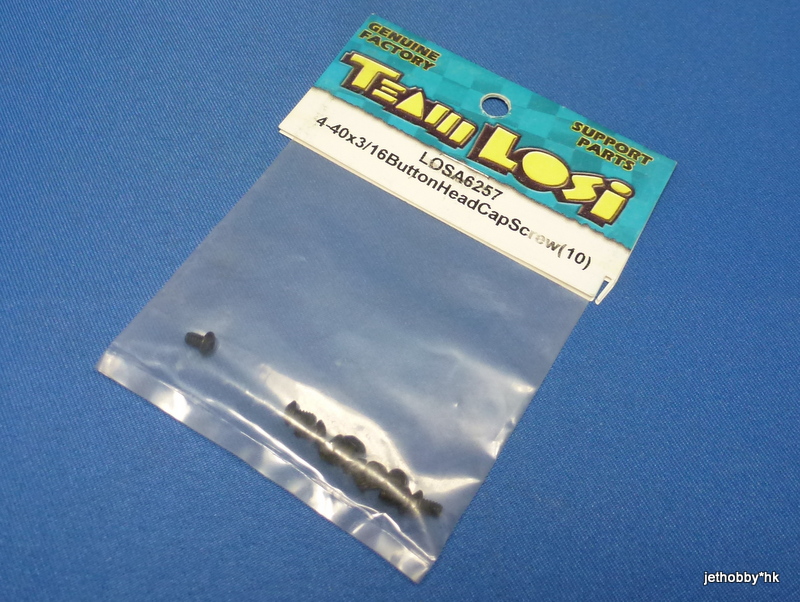 GENUINE
FACTORY
TEAM LOSI
SUPPORT
PARTS
LOSA6257
4-40x3/16ButtonHeadCapScrew(10)
jethobby*hk